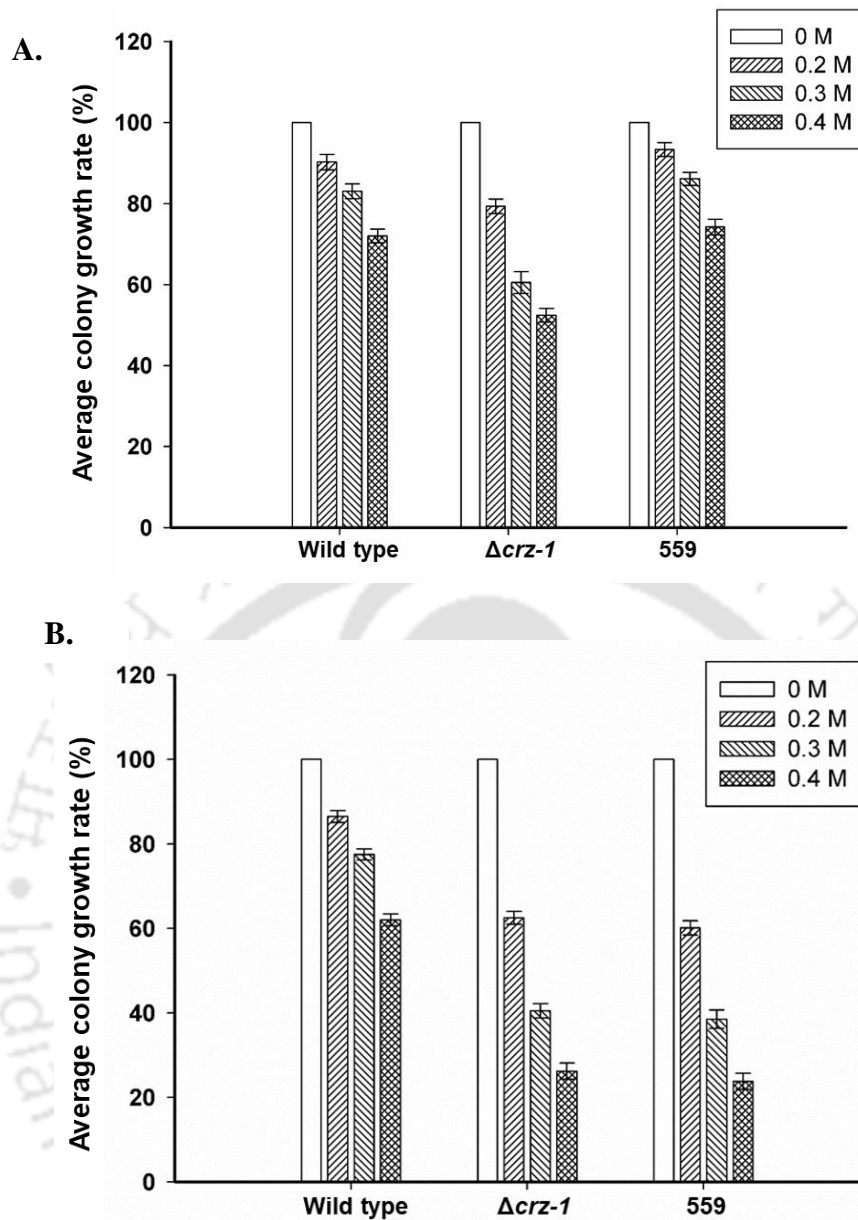 A.
Average colony growth rate (%)
120
100
80
60
40
20
0
0 M
0.2 M
0.3 M
0.4 M
Wild type
Δcrz-1
559
B.
Average colony growth rate (%)
120
100
80
60
40
20
0
0 M
0.2 M
0.3 M
0.4 M
Wild type
Δcrz-1
559
Indian